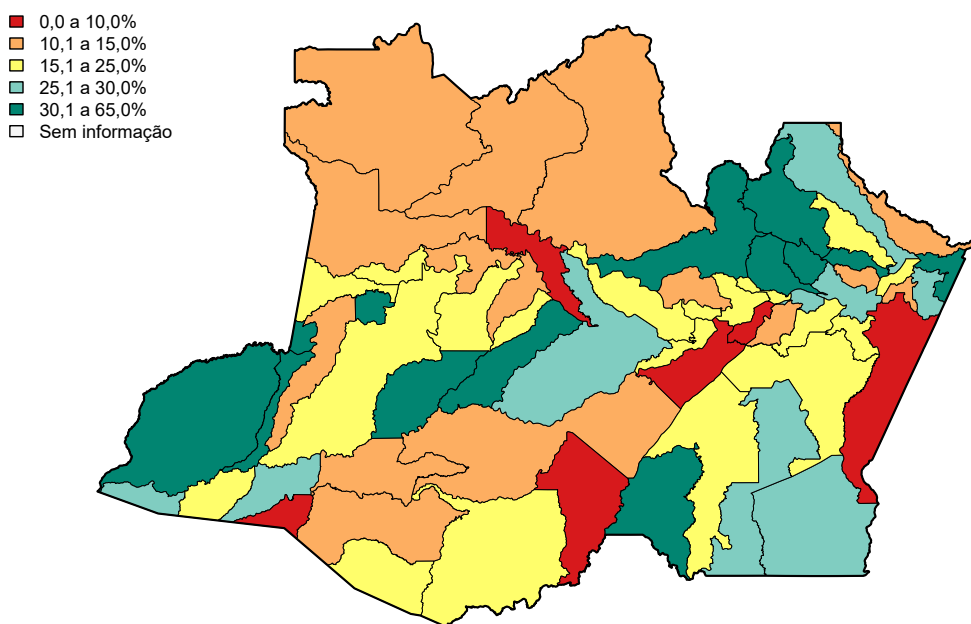 0,0 a 10,0%
10,1 a 15,0%
15,1 a 25,0%
25,1 a 30,0%
30,1 a 65,0%
Sem informação